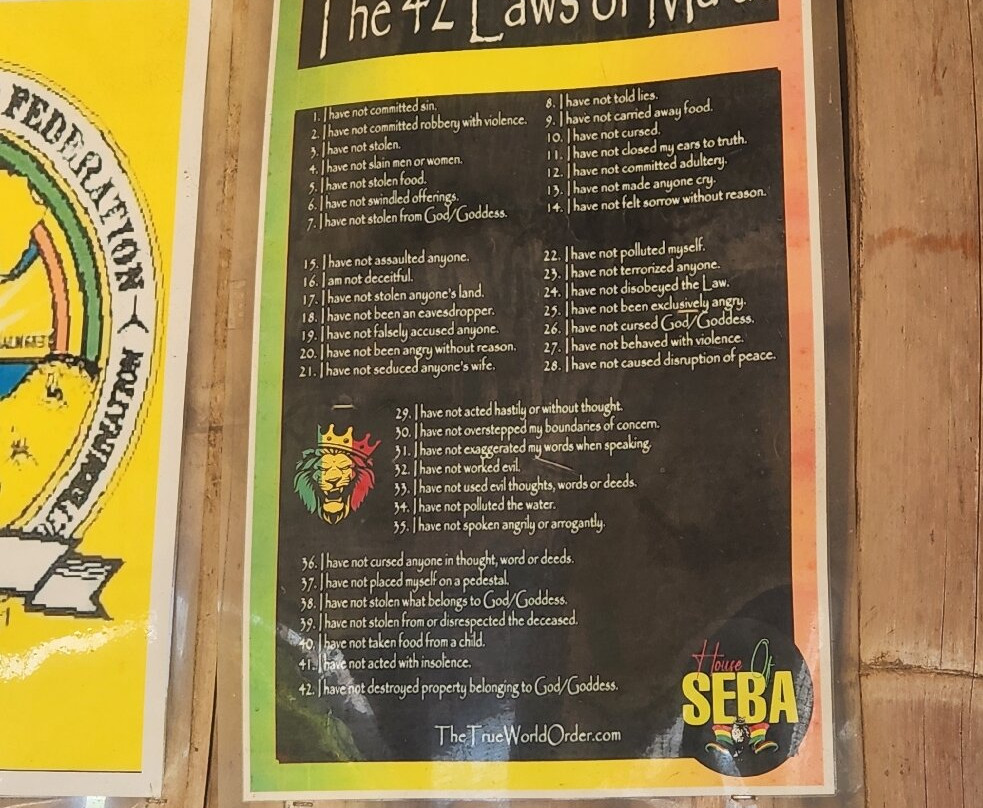 FEDERATION
The 42 Laws of
1. I have not committed sin.
2. I have not committed robbery with violence.
3. I have not stolen.
4. I have not slain men or women.
5. I have not stolen food.
6. I have not swindled offerings.
7. I have not stolen from God/Goddess.
8. I have not told lies.
9. I have not carried away food.
10. I have not cursed.
11. I have not closed my ears to truth.
12. I have not committed adultery.
13. I have not made anyone cry.
14. I have not felt sorrow without reason.
15. I have not assaulted anyone.
16. I am not deceitful.
17. I have not stolen anyone's land.
18. I have not been an eavesdropper.
19. I have not falsely accused anyone.
20. I have not been angry without reason.
21. I have not seduced anyone's wife.
22. I have not polluted myself.
23. I have not terrorized anyone.
24. I have not disobeyed the Law.
25. I have not been exclusively angry.
26. I have not cursed God/Goddess.
27. I have not behaved with violence.
28. I have not caused disruption of peace.
29. I have not acted hastily or without thought.
30. I have not overstepped my boundaries of concern.
31. I have not exaggerated my words when speaking.
32. I have not worked evil.
33. I have not used evil thoughts, words or deeds.
34. I have not polluted the water.
35. I have not spoken angrily or arrogantly.
36. I have not cursed anyone in thought, word or deeds.
37. I have not placed myself on a pedestal.
38. I have not stolen what belongs to God/Goddess.
39. I have not stolen from or disrespected the deceased.
40. I have not taken food from a child.
41. I have not acted with insolence.
42. I have not destroyed property belonging to God/Goddess.
House Of
SEBA
TheTrueWorldOrder.com